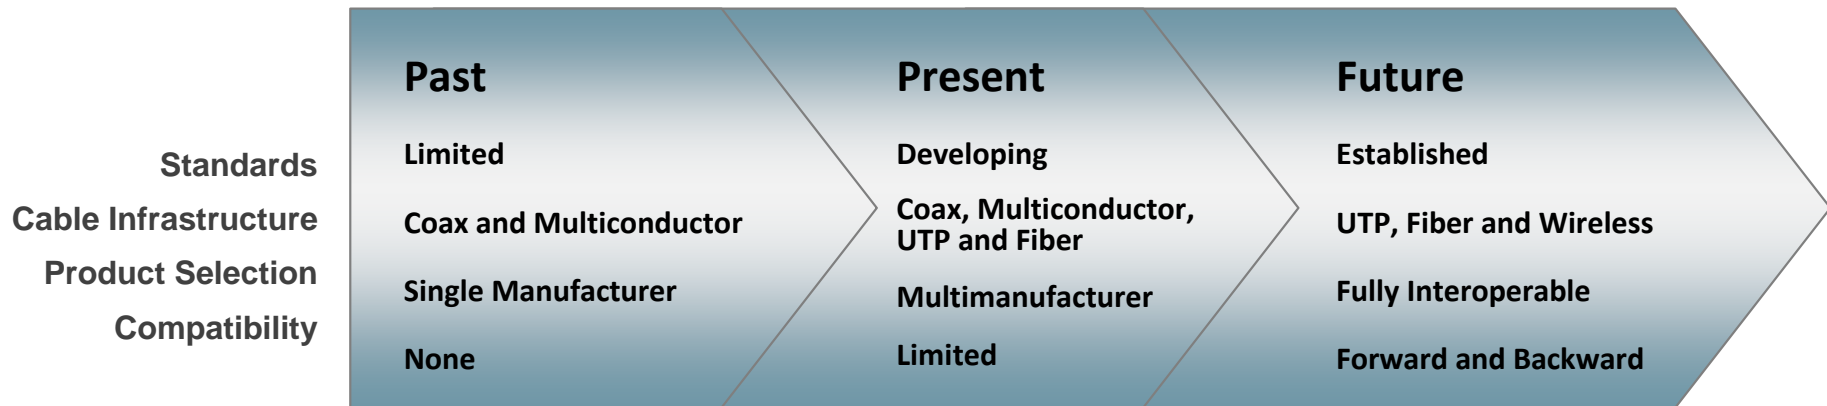 Past
Present
Future
Standards
Limited
Developing
Established
Cable Infrastructure
Coax and Multiconductor
Coax, Multiconductor,
UTP and Fiber
UTP, Fiber and Wireless
Product Selection
Single Manufacturer
Multimanufacturer
Fully Interoperable
Compatibility
None
Limited
Forward and Backward